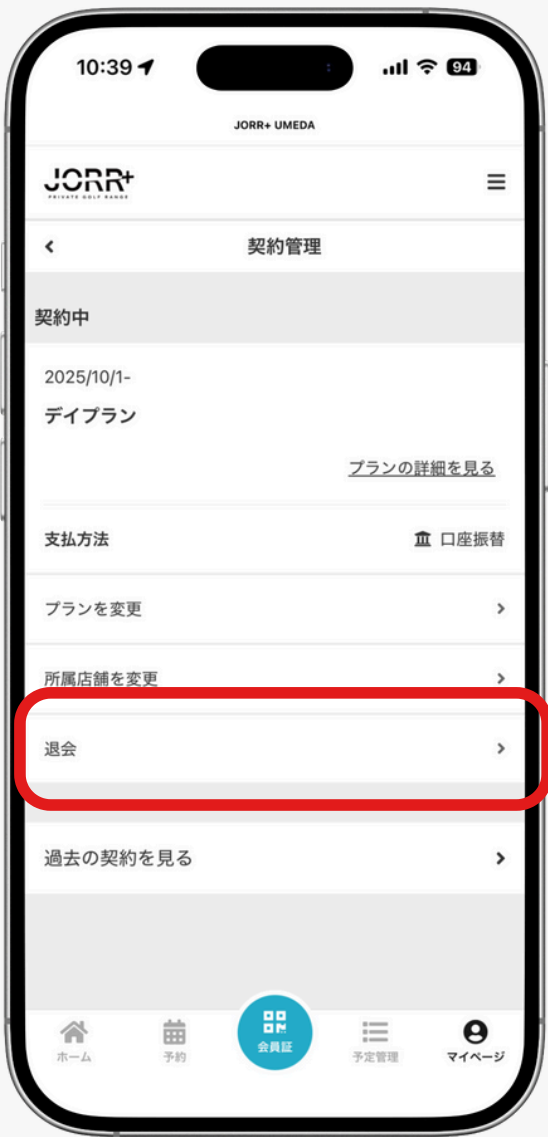 10:39
94
JORR+ UMEDA
JORR+
PRIVATE GOLF RANGE
契約管理
契約中
2025/10/1-
デイプラン
プランの詳細を見る
支払方法 口座振替
プランを変更
所属店舗を変更
退会
過去の契約を見る
ホーム 予約 会員証 予定管理 マイページ